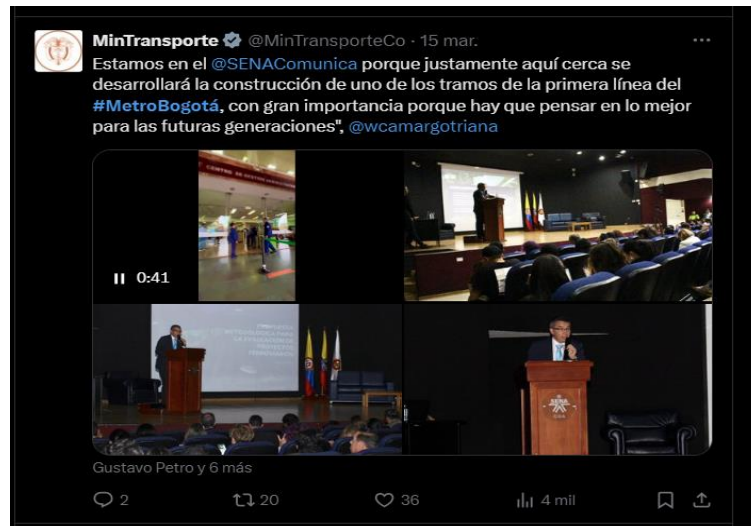 MinTransporte @MinTransporteCo · 15 mar.
Estamos en el @SENAComunica porque justamente aquí cerca se
desarrollará la construcción de uno de los tramos de la primera línea del
#MetroBogotá, con gran importancia porque hay que pensar en lo mejor
para las futuras generaciones", @wcamargotriana
0:41
SENA
Gustavo Petro y 6 más
2 20 36 4 mil